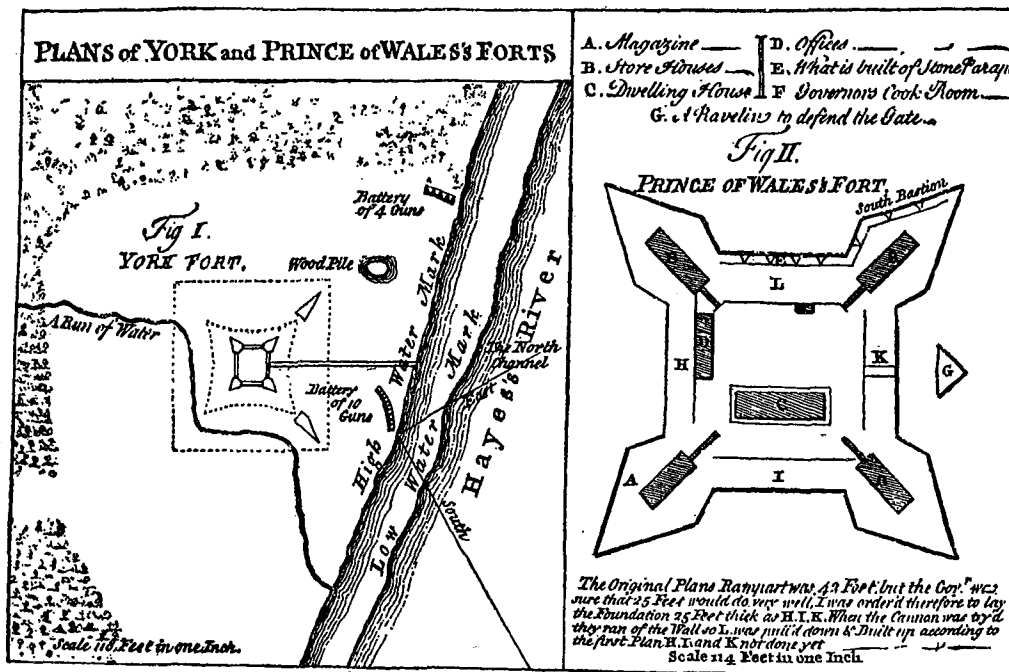 PLANS of YORK and PRINCE of WALES's FORTS
Battery
of 4 Guns
Fig I.
YORK FORT.
Wood Pile
A Run of Water
Battery
of 10
Guns
High Water Mark
Low Water Mark
The North
Channel
East
South
Hayes's River
Scale 118, Feet in one Inch.
A. Magazine
B. Store Houses
C. Dwelling House
D. Offices
E. What is built of Stone Parap
F Governors Cook Room
G. A Ravelin to defend the Gate
Fig II.
PRINCE OF WALES's FORT.
South Bastion
B
E
B
L
D
H
K
G
C
A
I
The Original Plans Rampart was 42 Feet but the Gov.r was
sure that 25 Feet would do very well, I was order'd therefore to lay
the Foundation 25 Feet thick as H. I. K. When the Cannon was try'd
they ran of the Wall so L. was pull'd down & Built up according to
the first Plan H. I. and K not done yet
Scale 114 Feet in one Inch